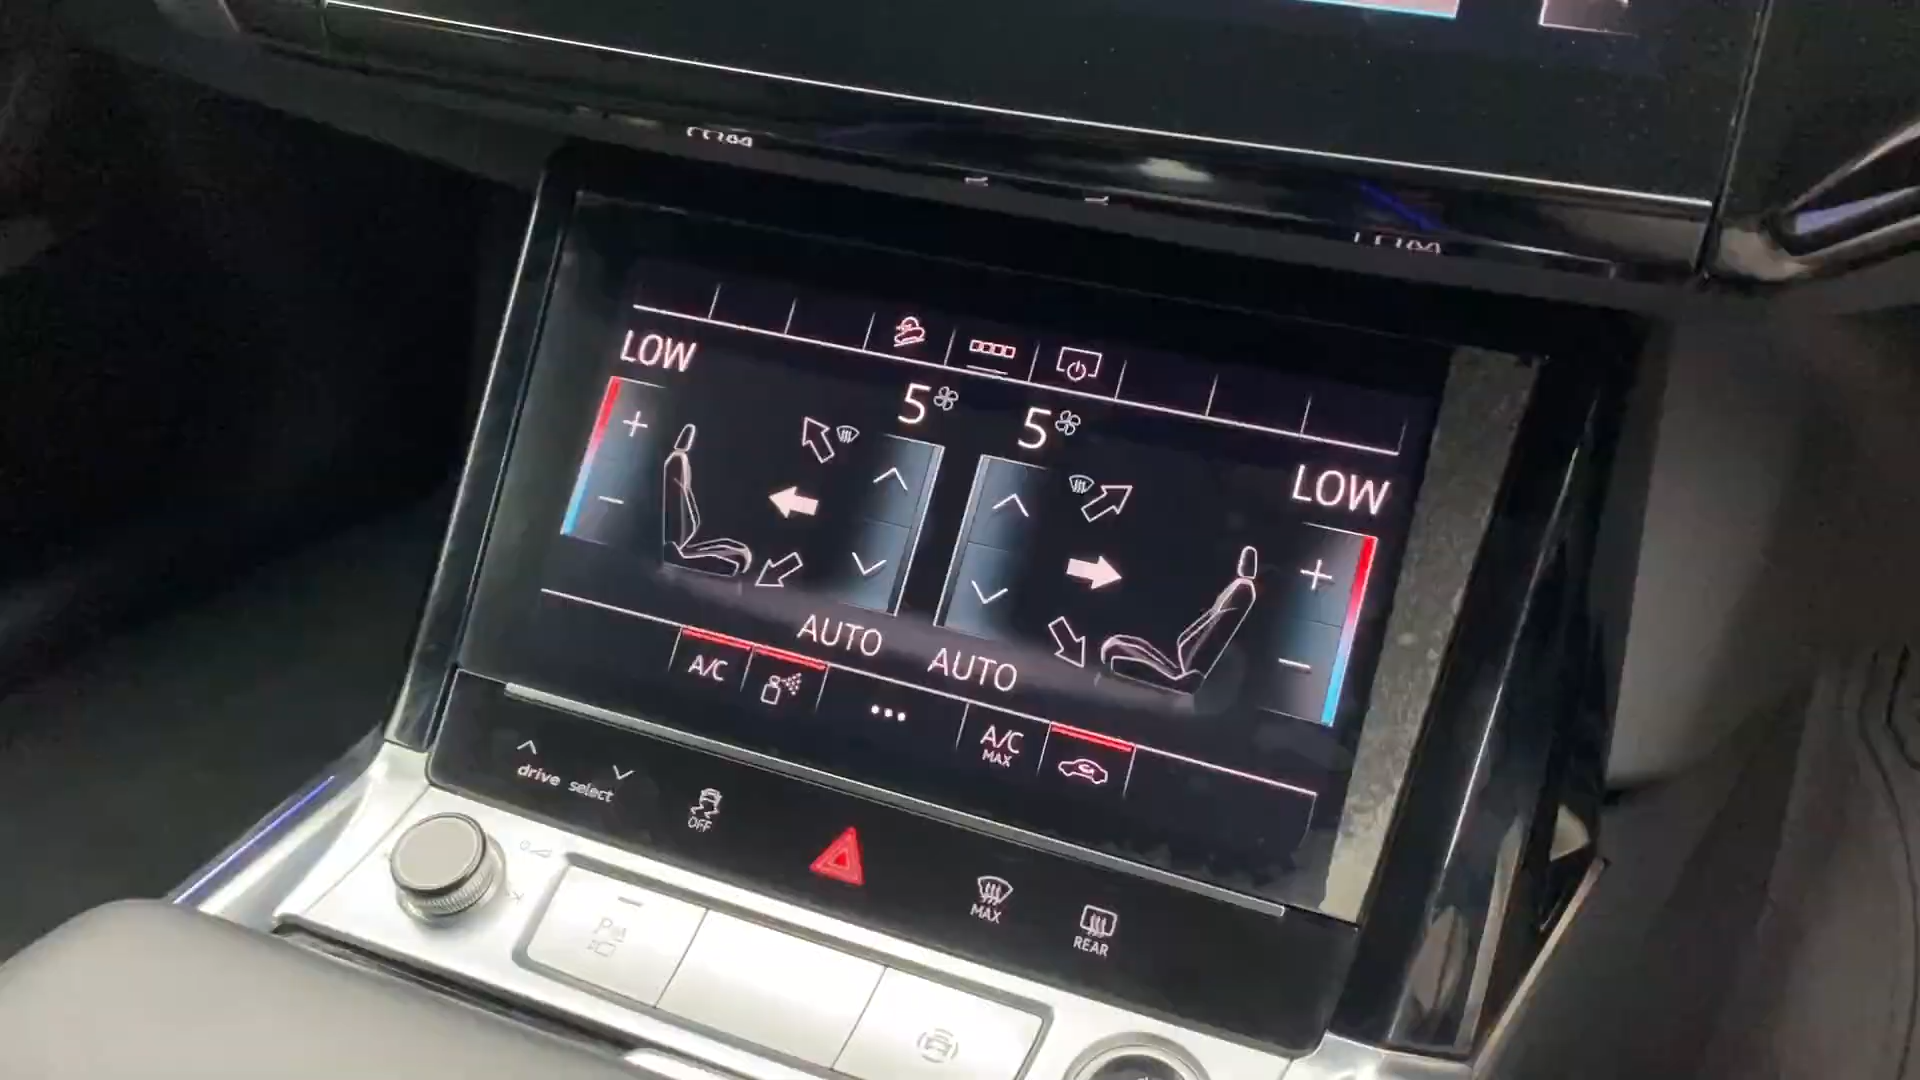 LOW
5
5
LOW
AUTO
AUTO
A/C
A/C
MAX
drive select
OFF
MAX
REAR